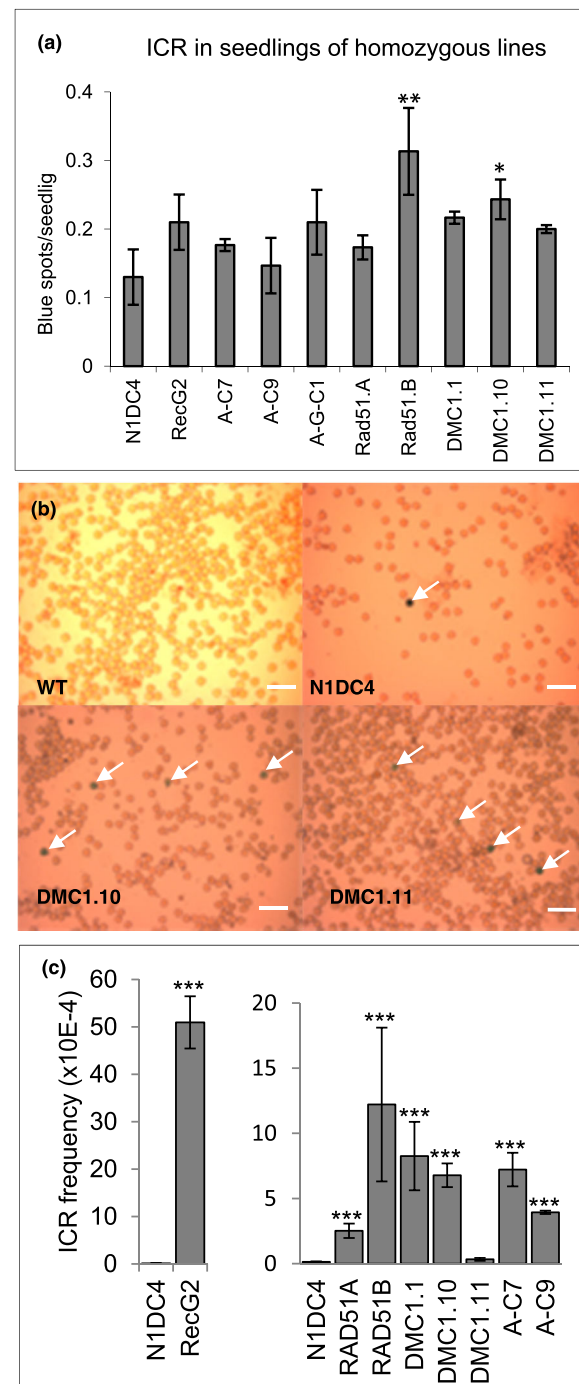 (a) ICR in seedlings of homozygous lines
**
*
0.4
0.3
0.2
0.1
0
Blue spots/seedlig
N1DC4
RecG2
A-C7
A-C9
A-G-C1
Rad51.A
Rad51.B
DMC1.1
DMC1.10
DMC1.11
(b)
WT
N1DC4
DMC1.10
DMC1.11
(c)
ICR frequency (x10E-4)
60
50
40
30
20
10
0
***
N1DC4
RecG2
20
15
10
5
0
***
***
***
***
***
***
N1DC4
RAD51A
RAD51B
DMC1.1
DMC1.10
DMC1.11
A-C7
A-C9